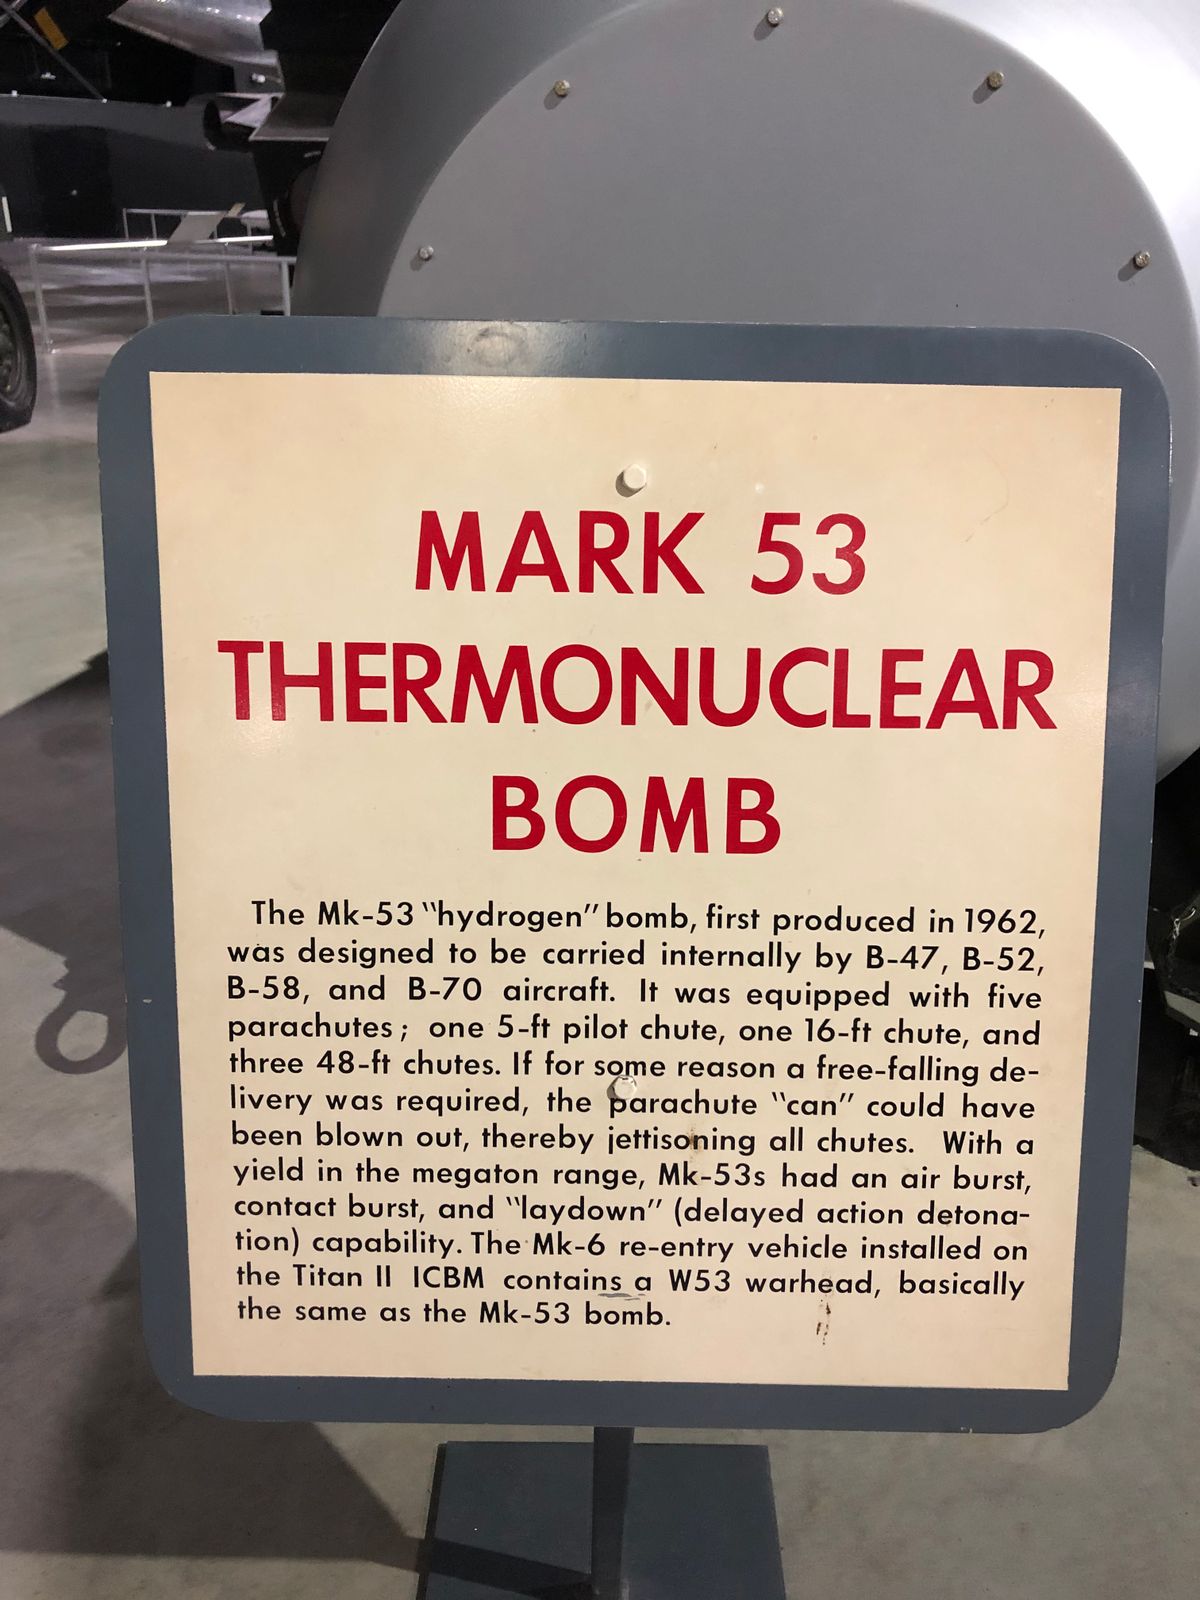 MARK 53
THERMONUCLEAR
BOMB
The Mk-53 "hydrogen" bomb, first produced in 1962,
was designed to be carried internally by B-47, B-52,
B-58, and B-70 aircraft. It was equipped with five
parachutes; one 5-ft pilot chute, one 16-ft chute, and
three 48-ft chutes. If for some reason a free-falling de-
livery was required, the parachute "can" could have
been blown out, thereby jettisoning all chutes. With a
yield in the megaton range, Mk-53s had an air burst,
contact burst, and "laydown" (delayed action detona-
tion) capability. The Mk-6 re-entry vehicle installed on
the Titan II ICBM contains a W53 warhead, basically
the same as the Mk-53 bomb.